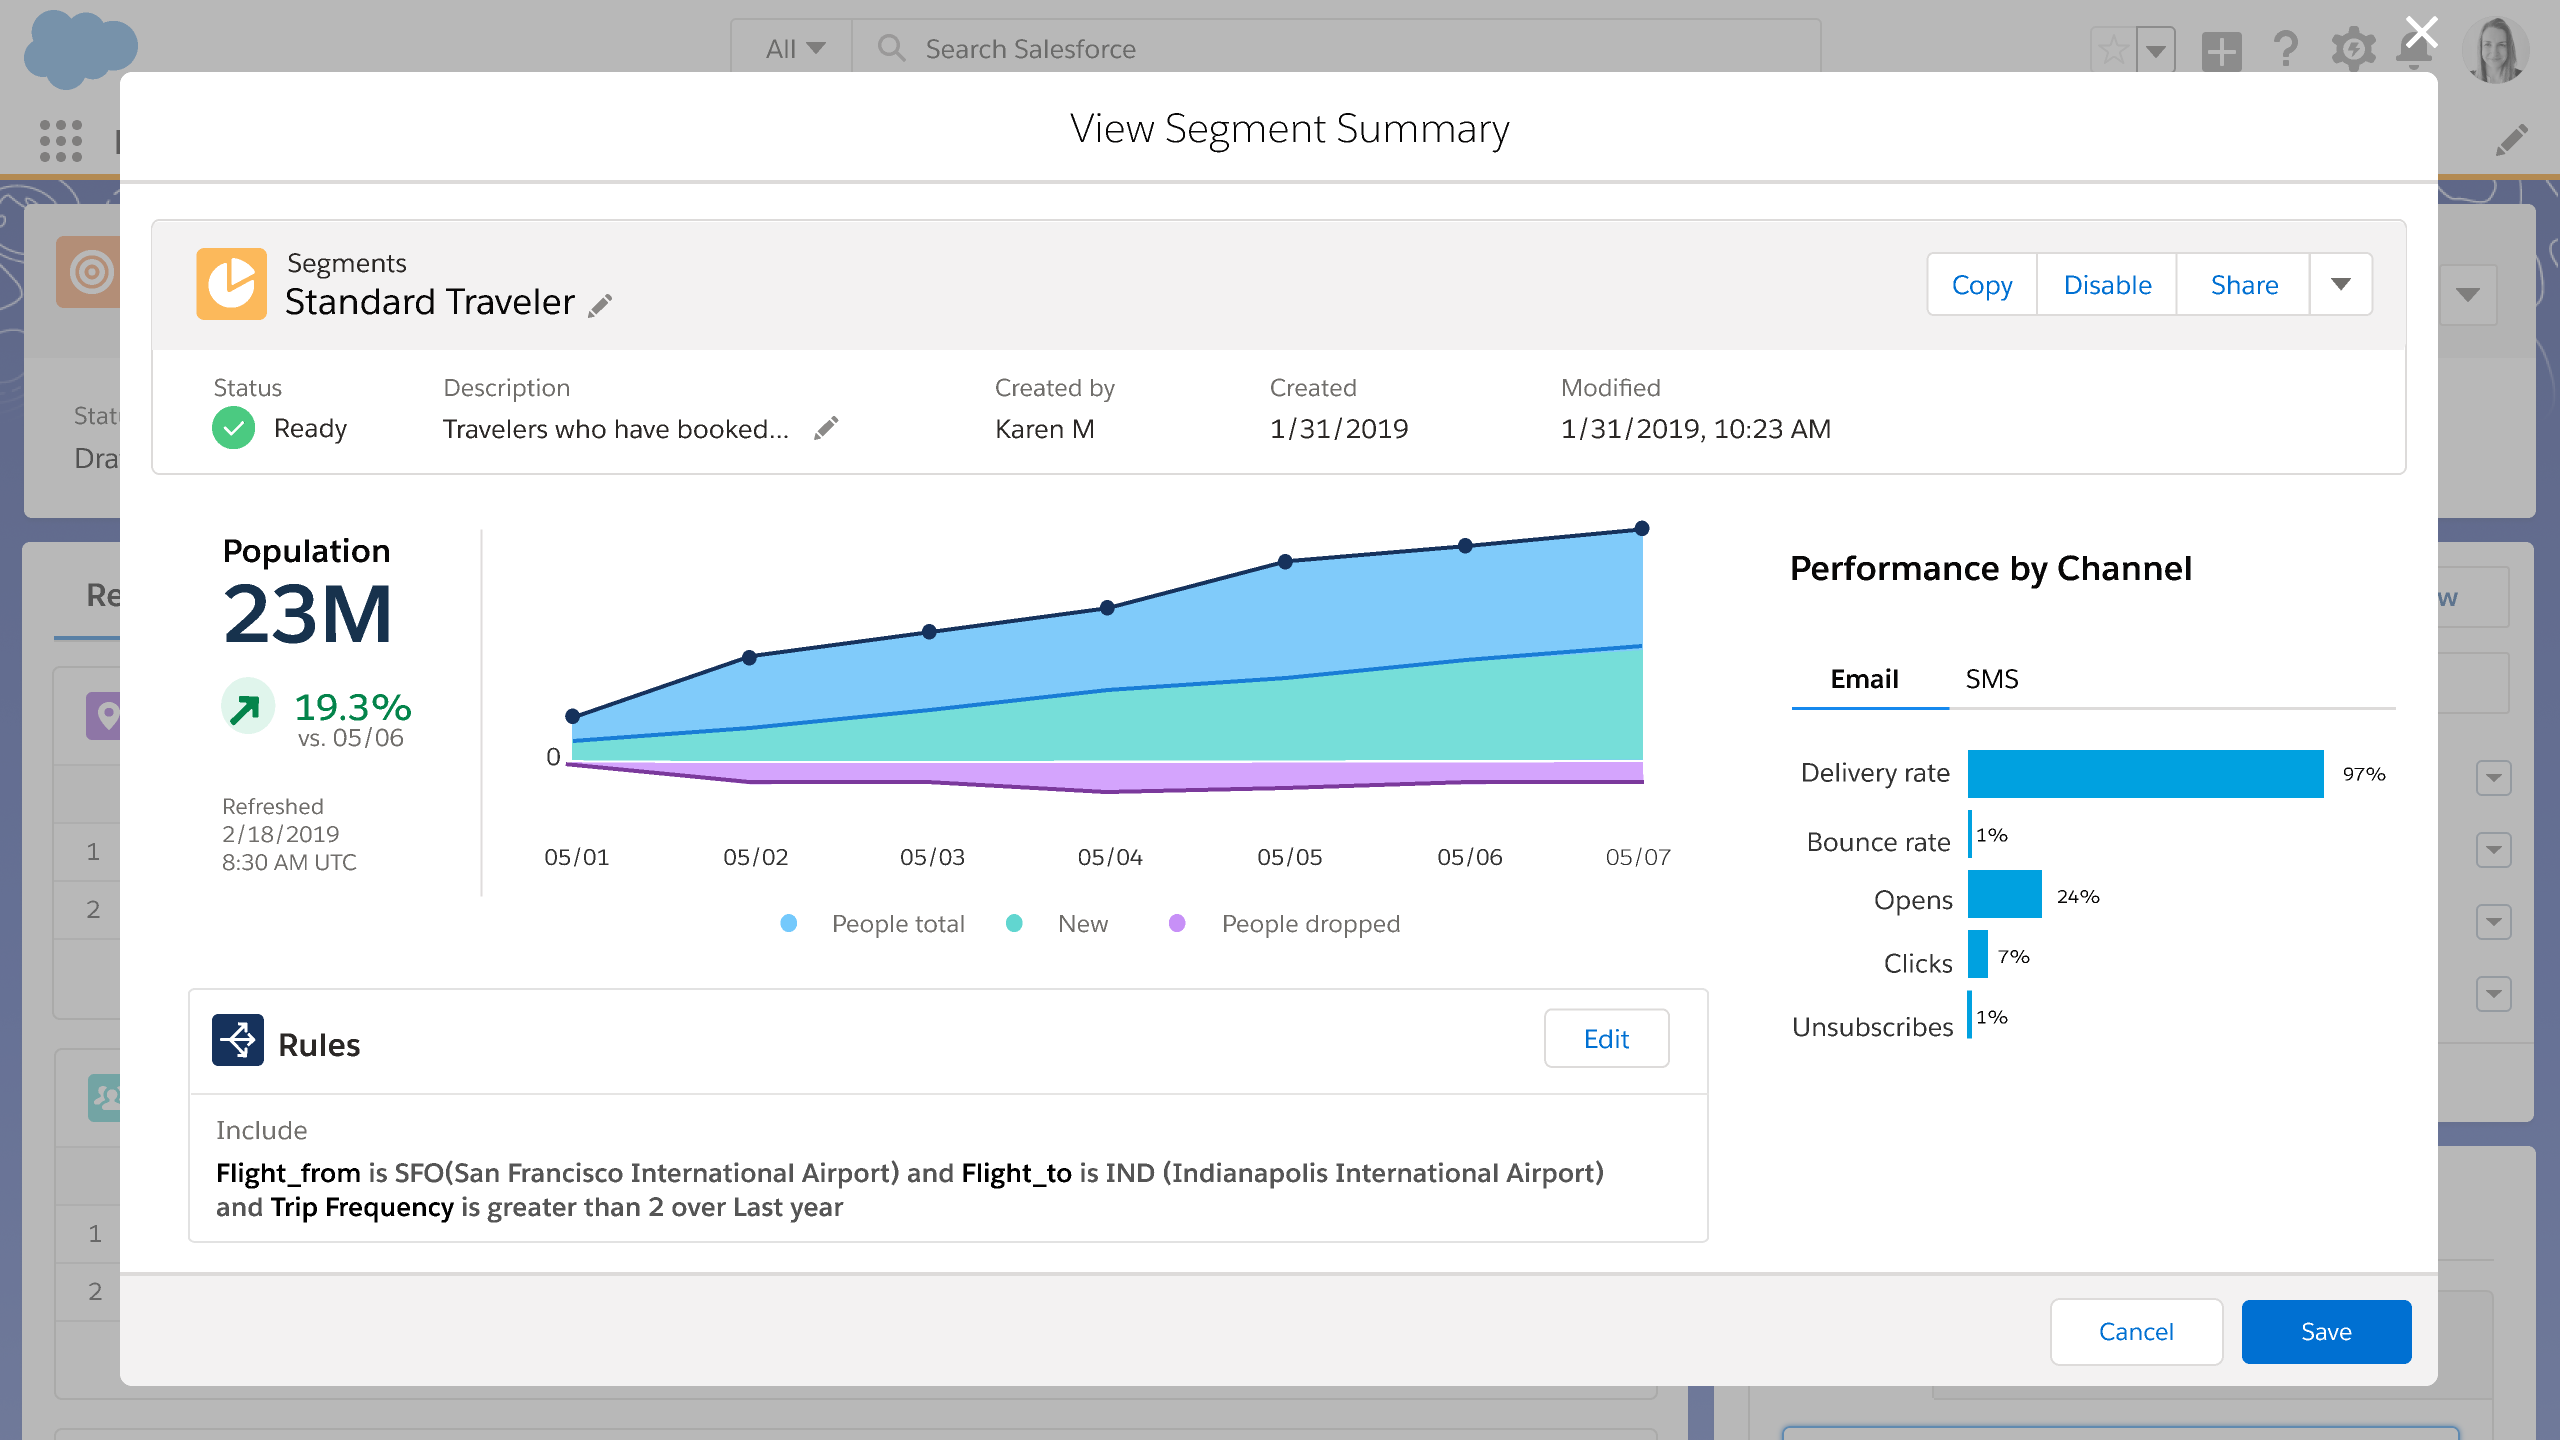 All
Search Salesforce
View Segment Summary
Segments
Standard Traveler
Copy
Disable
Share
Status
Description
Created by
Created
Modified
Ready
Travelers who have booked...
Karen M
1/31/2019
1/31/2019, 10:23 AM
Population
23M
19.3%
vs. 05/06
Refreshed
2/18/2019
8:30 AM UTC
0
05/01 05/02 05/03 05/04 05/05 05/06 05/07
People total
New
People dropped
Performance by Channel
Email
SMS
Delivery rate 97%
Bounce rate 1%
Opens 24%
Clicks 7%
Unsubscribes 1%
Rules
Edit
Include
Flight_from is SFO(San Francisco International Airport) and Flight_to is IND (Indianapolis International Airport)
and Trip Frequency is greater than 2 over Last year
Cancel
Save
1
2
1
2